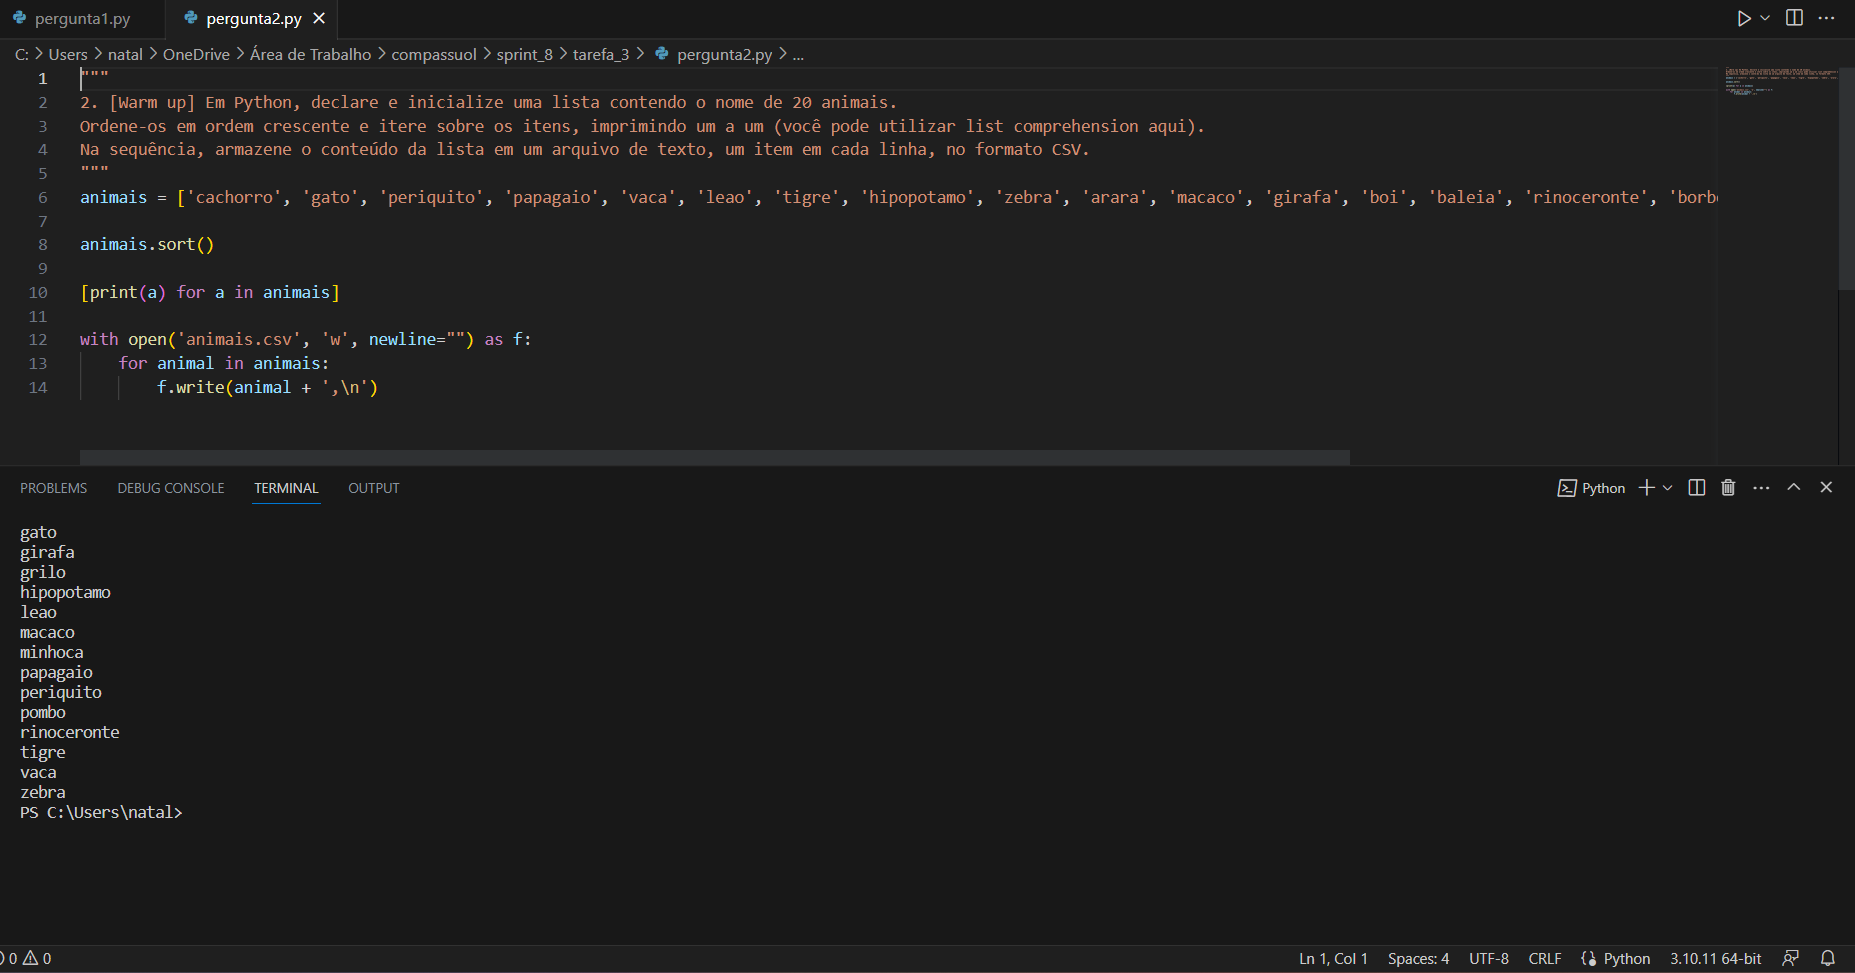 pergunta1.py
pergunta2.py
C: > Users > natal > OneDrive > Área de Trabalho > compassuol > sprint_8 > tarefa_3 > pergunta2.py > ...
1 """
2 2. [Warm up] Em Python, declare e inicialize uma lista contendo o nome de 20 animais.
3 Ordene-os em ordem crescente e itere sobre os itens, imprimindo um a um (você pode utilizar list comprehension aqui).
4 Na sequência, armazene o conteúdo da lista em um arquivo de texto, um item em cada linha, no formato CSV.
5 """
6 animais = ['cachorro', 'gato', 'periquito', 'papagaio', 'vaca', 'leao', 'tigre', 'hipopotamo', 'zebra', 'arara', 'macaco', 'girafa', 'boi', 'baleia', 'rinoceronte', 'borb
7
8 animais.sort()
9
10 [print(a) for a in animais]
11
12 with open('animais.csv', 'w', newline="") as f:
13 for animal in animais:
14 f.write(animal + ',\n')
PROBLEMS DEBUG CONSOLE TERMINAL OUTPUT
Python
gato
girafa
grilo
hipopotamo
leao
macaco
minhoca
papagaio
periquito
pombo
rinoceronte
tigre
vaca
zebra
PS C:\Users\natal>
0 0 Ln 1, Col 1 Spaces: 4 UTF-8 CRLF Python 3.10.11 64-bit